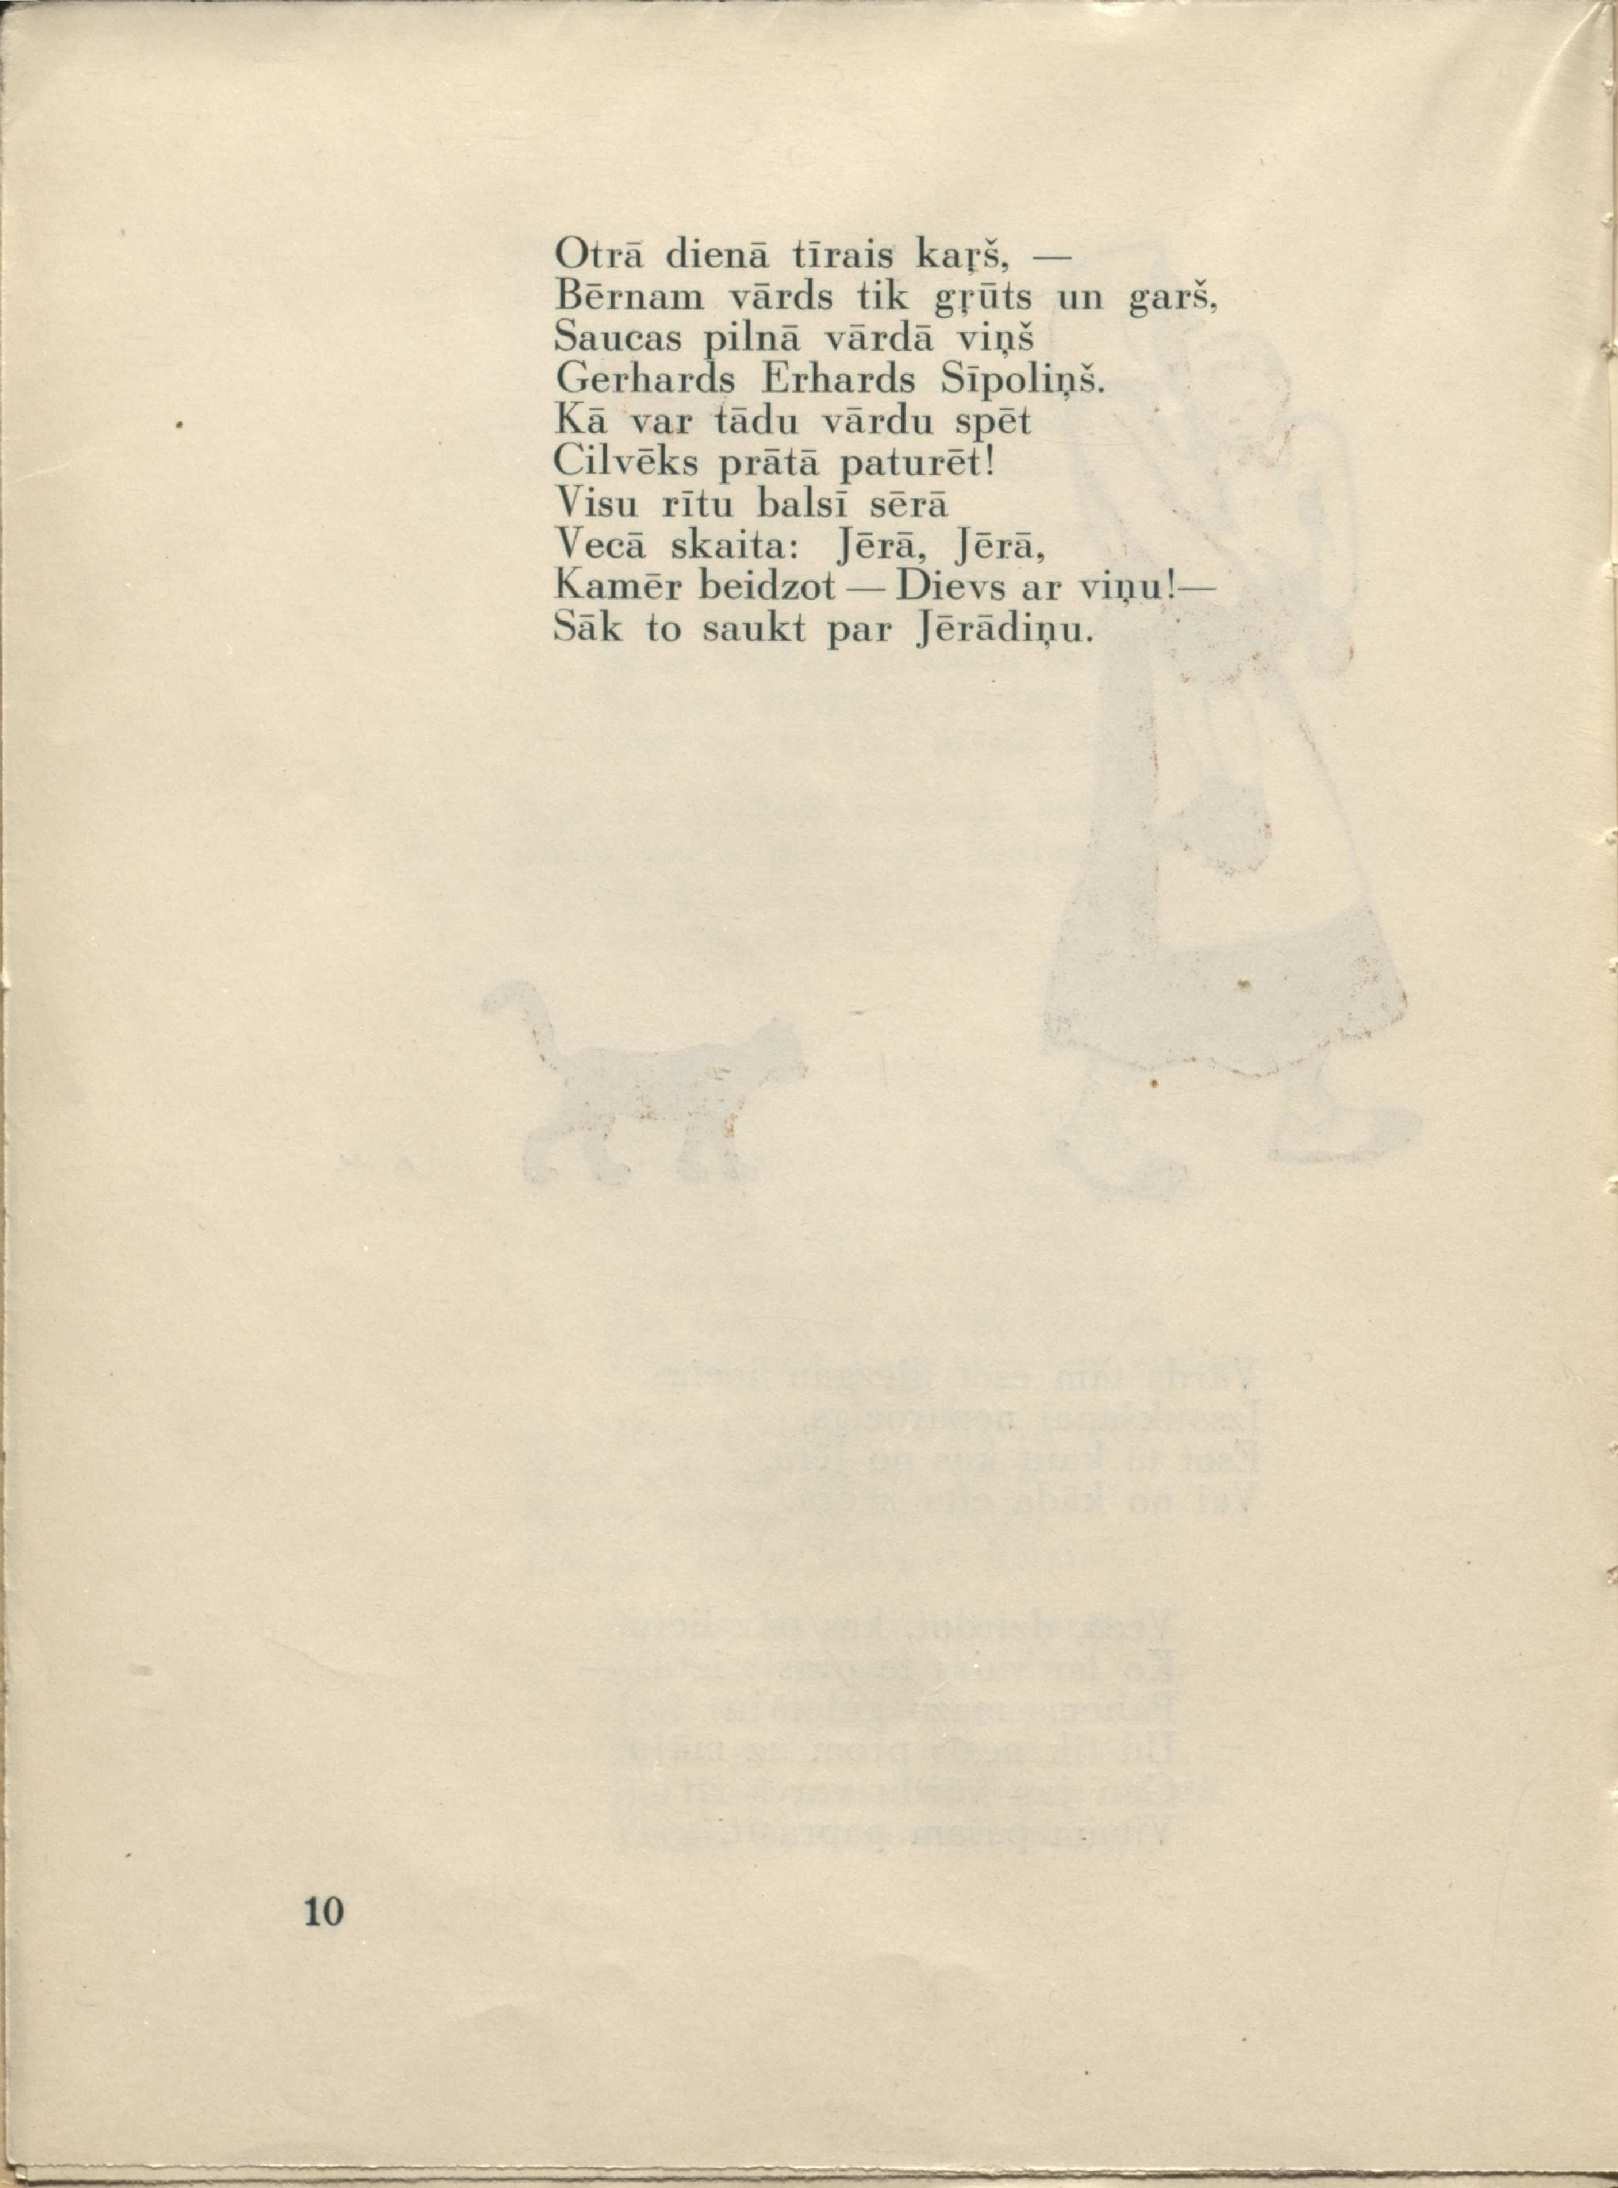 Otrā dienā tīrais kaŗš, —
Bērnam vārds tik gŗūts un garš,
Saucas pilnā vārdā viņš
Gerhards Erhards Sīpoliņš.
Kā var tādu vārdu spēt
Cilvēks prātā paturēt!
Visu rītu balsī sērā
Vecā skaita: Jērā, Jērā,
Kamēr beidzot — Dievs ar viņu!—
Sāk to saukt par Jērādiņu.
10